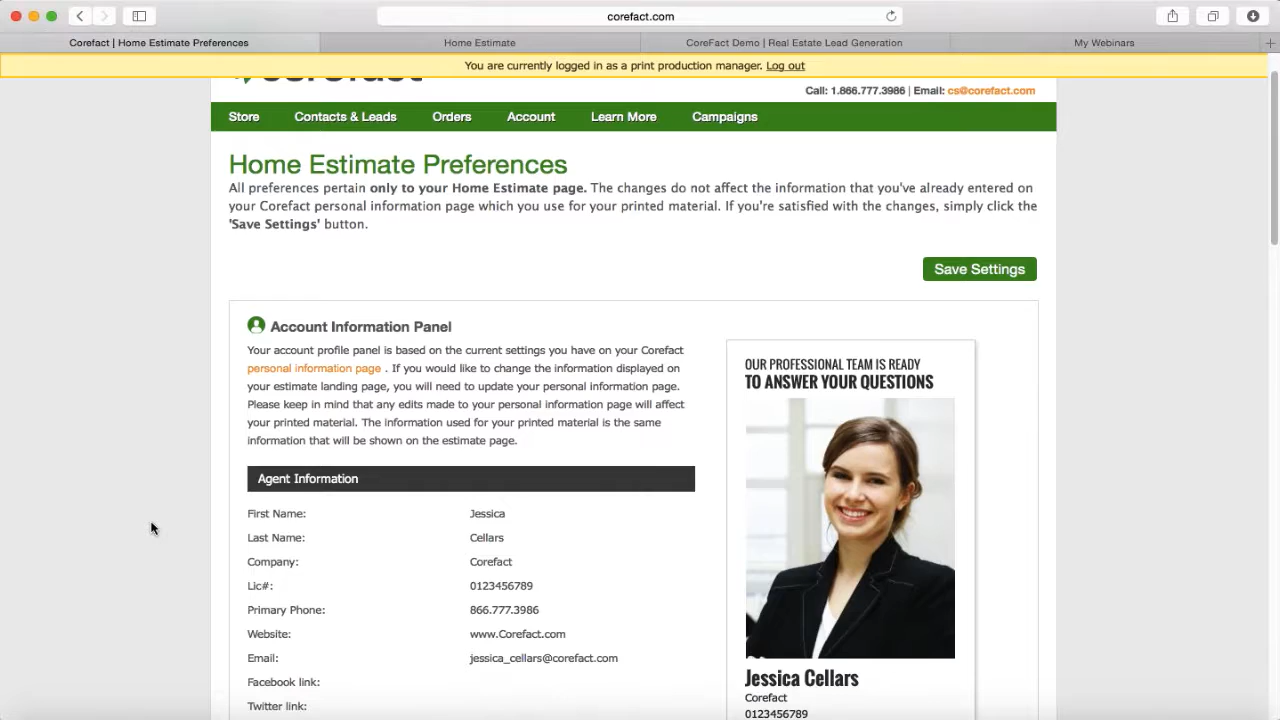 corefact.com
Corefact | Home Estimate Preferences
Home Estimate
CoreFact Demo | Real Estate Lead Generation
My Webinars
You are currently logged in as a print production manager. Log out
Call: 1.866.777.3986 | Email: cs@corefact.com
Store
Contacts & Leads
Orders
Account
Learn More
Campaigns
Home Estimate Preferences
All preferences pertain only to your Home Estimate page. The changes do not affect the information that you've already entered on
your Corefact personal information page which you use for your printed material. If you're satisfied with the changes, simply click the
'Save Settings' button.
Save Settings
Account Information Panel
Your account profile panel is based on the current settings you have on your Corefact
personal information page . If you would like to change the information displayed on
your estimate landing page, you will need to update your personal information page.
Please keep in mind that any edits made to your personal information page will affect
your printed material. The information used for your printed material is the same
information that will be shown on the estimate page.
Agent Information
First Name: Jessica
Last Name: Cellars
Company: Corefact
Lic#: 0123456789
Primary Phone: 866.777.3986
Website: www.Corefact.com
Email: jessica_cellars@corefact.com
Facebook link:
Twitter link:
OUR PROFESSIONAL TEAM IS READY
TO ANSWER YOUR QUESTIONS
Jessica Cellars
Corefact
0123456789